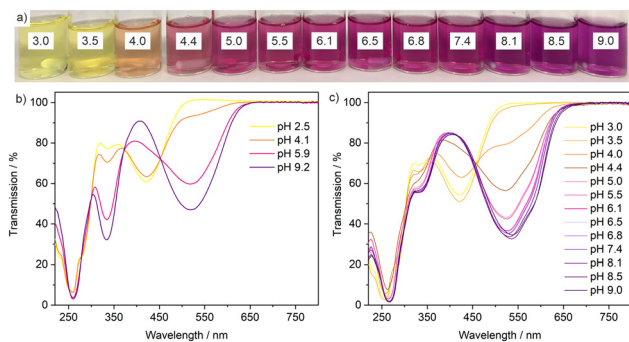 a)
3.0 3.5 4.0 4.4 5.0 5.5 6.1 6.5 6.8 7.4 8.1 8.5 9.0
b)
100
80
60
40
20
0
Transmission / %
pH 2.5
pH 4.1
pH 5.9
pH 9.2
250 350 450 550 650 750
Wavelength / nm
c)
100
80
60
40
20
0
Transmission / %
pH 3.0
pH 3.5
pH 4.0
pH 4.4
pH 5.0
pH 5.5
pH 6.1
pH 6.5
pH 6.8
pH 7.4
pH 8.1
pH 8.5
pH 9.0
250 350 450 550 650 750
Wavelength / nm